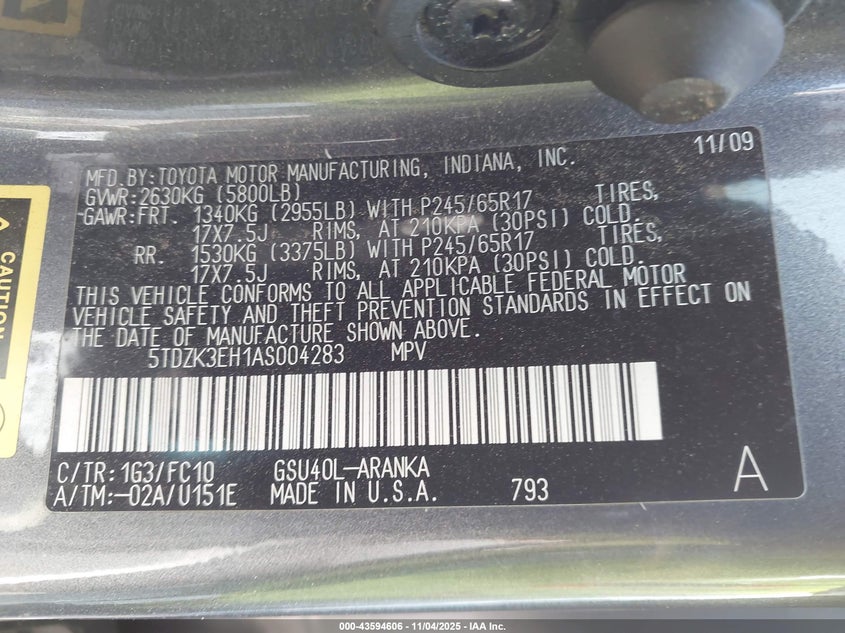 MFD. BY: TOYOTA MOTOR MANUFACTURING, INDIANA, INC. 11/09
GVWR: 2630KG (5800LB)
GAWR: FRT. 1340KG (2955LB) WITH P245/65R17 TIRES,
17X7.5J RIMS, AT 210KPA (30PSI) COLD.
RR. 1530KG (3375LB) WITH P245/65R17 TIRES,
17X7.5J RIMS, AT 210KPA (30PSI) COLD.
THIS VEHICLE CONFORMS TO ALL APPLICABLE FEDERAL MOTOR
VEHICLE SAFETY AND THEFT PREVENTION STANDARDS IN EFFECT ON
THE DATE OF MANUFACTURE SHOWN ABOVE.
5TDZK3EH1AS004283 MPV
C/TR: 1G3/FC10 GSU40L-ARANKA A
A/TM:-02A/U151E MADE IN U.S.A. 793
CAUTION
000-43594606 - 11/04/2025 - IAA Inc.